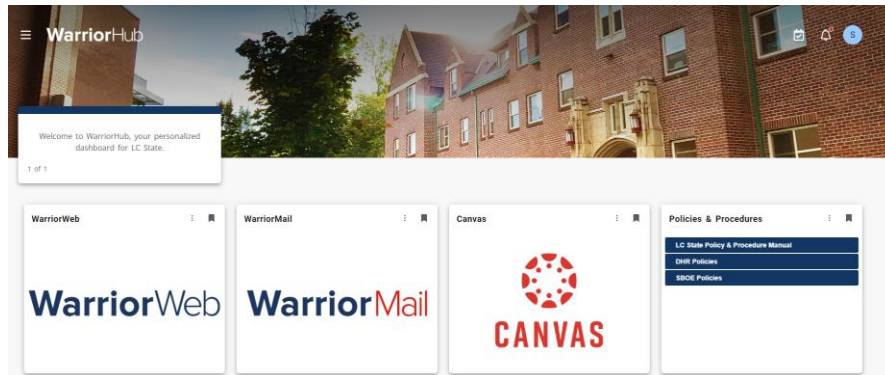 WarriorHub
S
Welcome to WarriorHub, your personalized
dashboard for LC State.
1 of 1
WarriorWeb
WarriorWeb
WarriorMail
WarriorMail
Canvas
CANVAS
Policies & Procedures
LC State Policy & Procedure Manual
DHR Policies
SBOE Policies